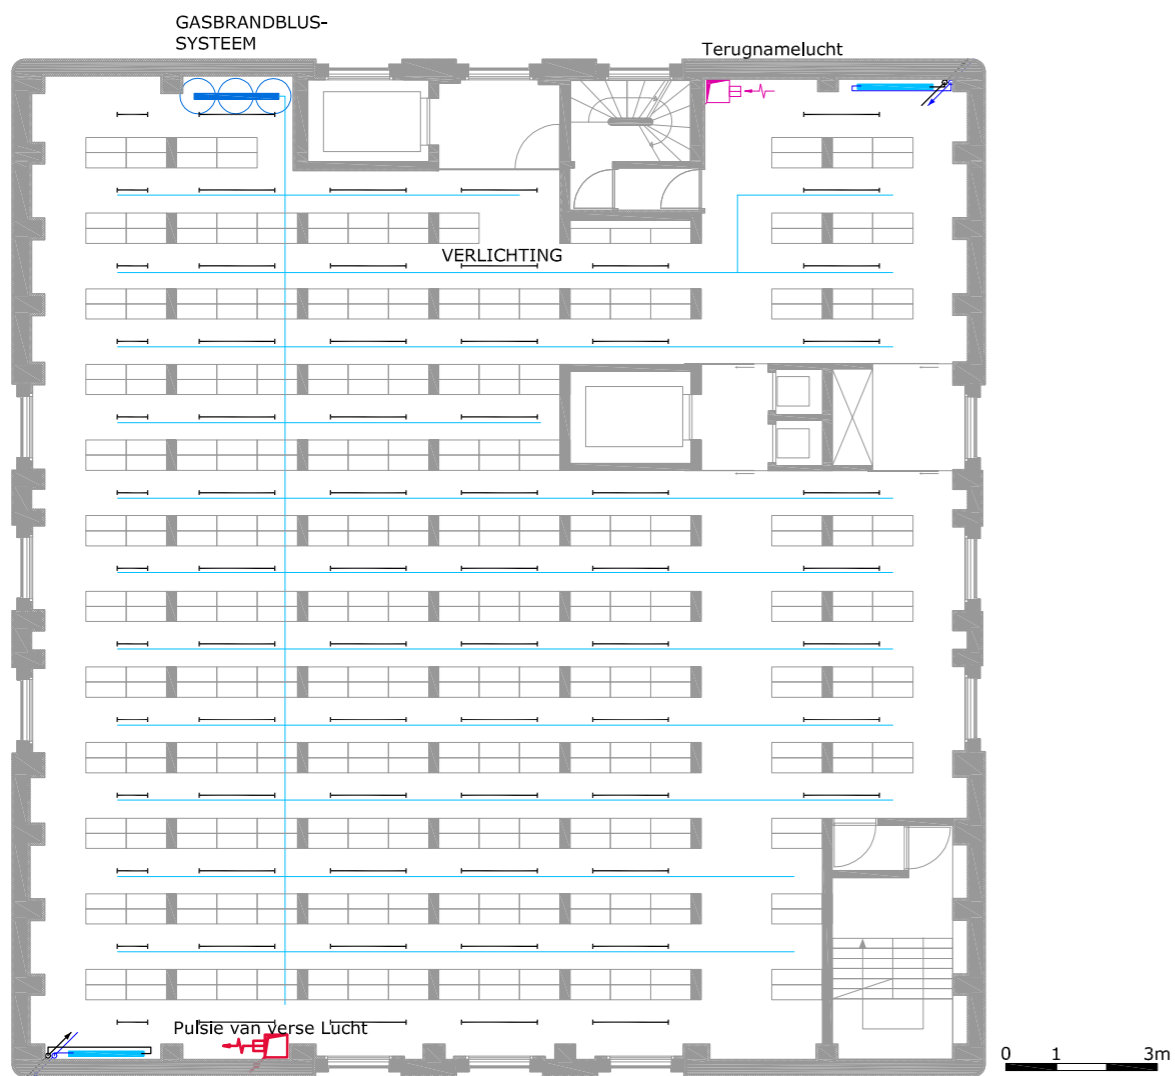 GASBRANDBLUS-
SYSTEEM
Terugnamelucht
VERLICHTING
Pulsie van verse Lucht
0 1 3m